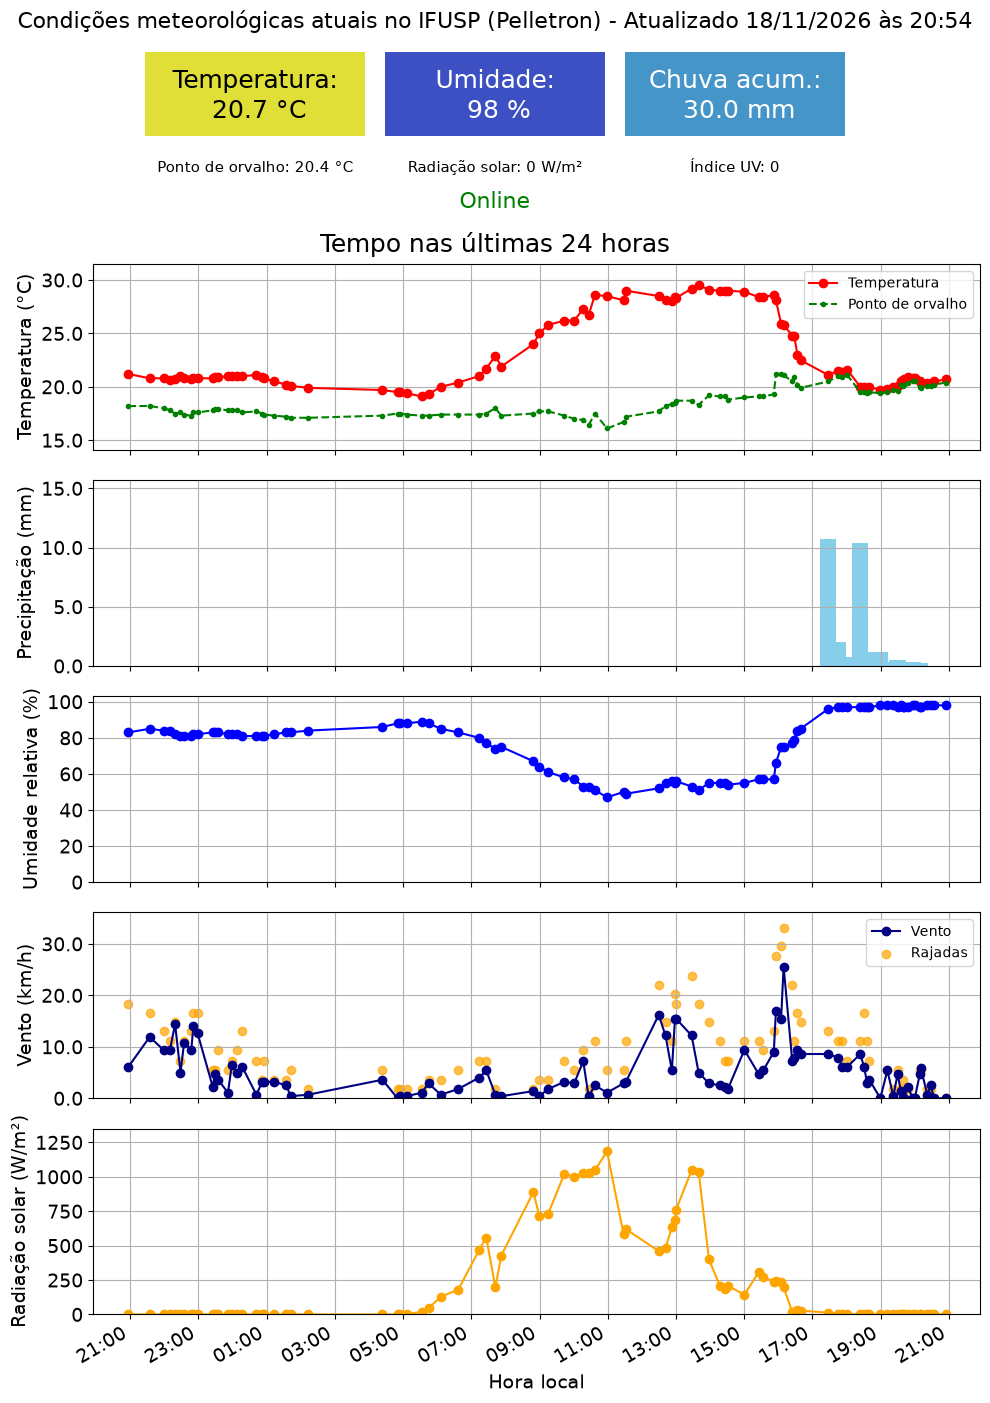 Condições meteorológicas atuais no IFUSP (Pelletron) - Atualizado 18/11/2026 às 20:54
Temperatura:
20.7 °C
Umidade:
98 %
Chuva acum.:
30.0 mm
Ponto de orvalho: 20.4 °C
Radiação solar: 0 W/m²
Índice UV: 0
Online
Tempo nas últimas 24 horas
Temperatura (°C)
30.0
25.0
20.0
15.0
Temperatura
Ponto de orvalho
Precipitação (mm)
15.0
10.0
5.0
0.0
Umidade relativa (%)
100
80
60
40
20
0
Vento (km/h)
30.0
20.0
10.0
0.0
Vento
Rajadas
Radiação solar (W/m²)
1250
1000
750
500
250
0
21:00
23:00
01:00
03:00
05:00
07:00
09:00
11:00
13:00
15:00
17:00
19:00
21:00
Hora local